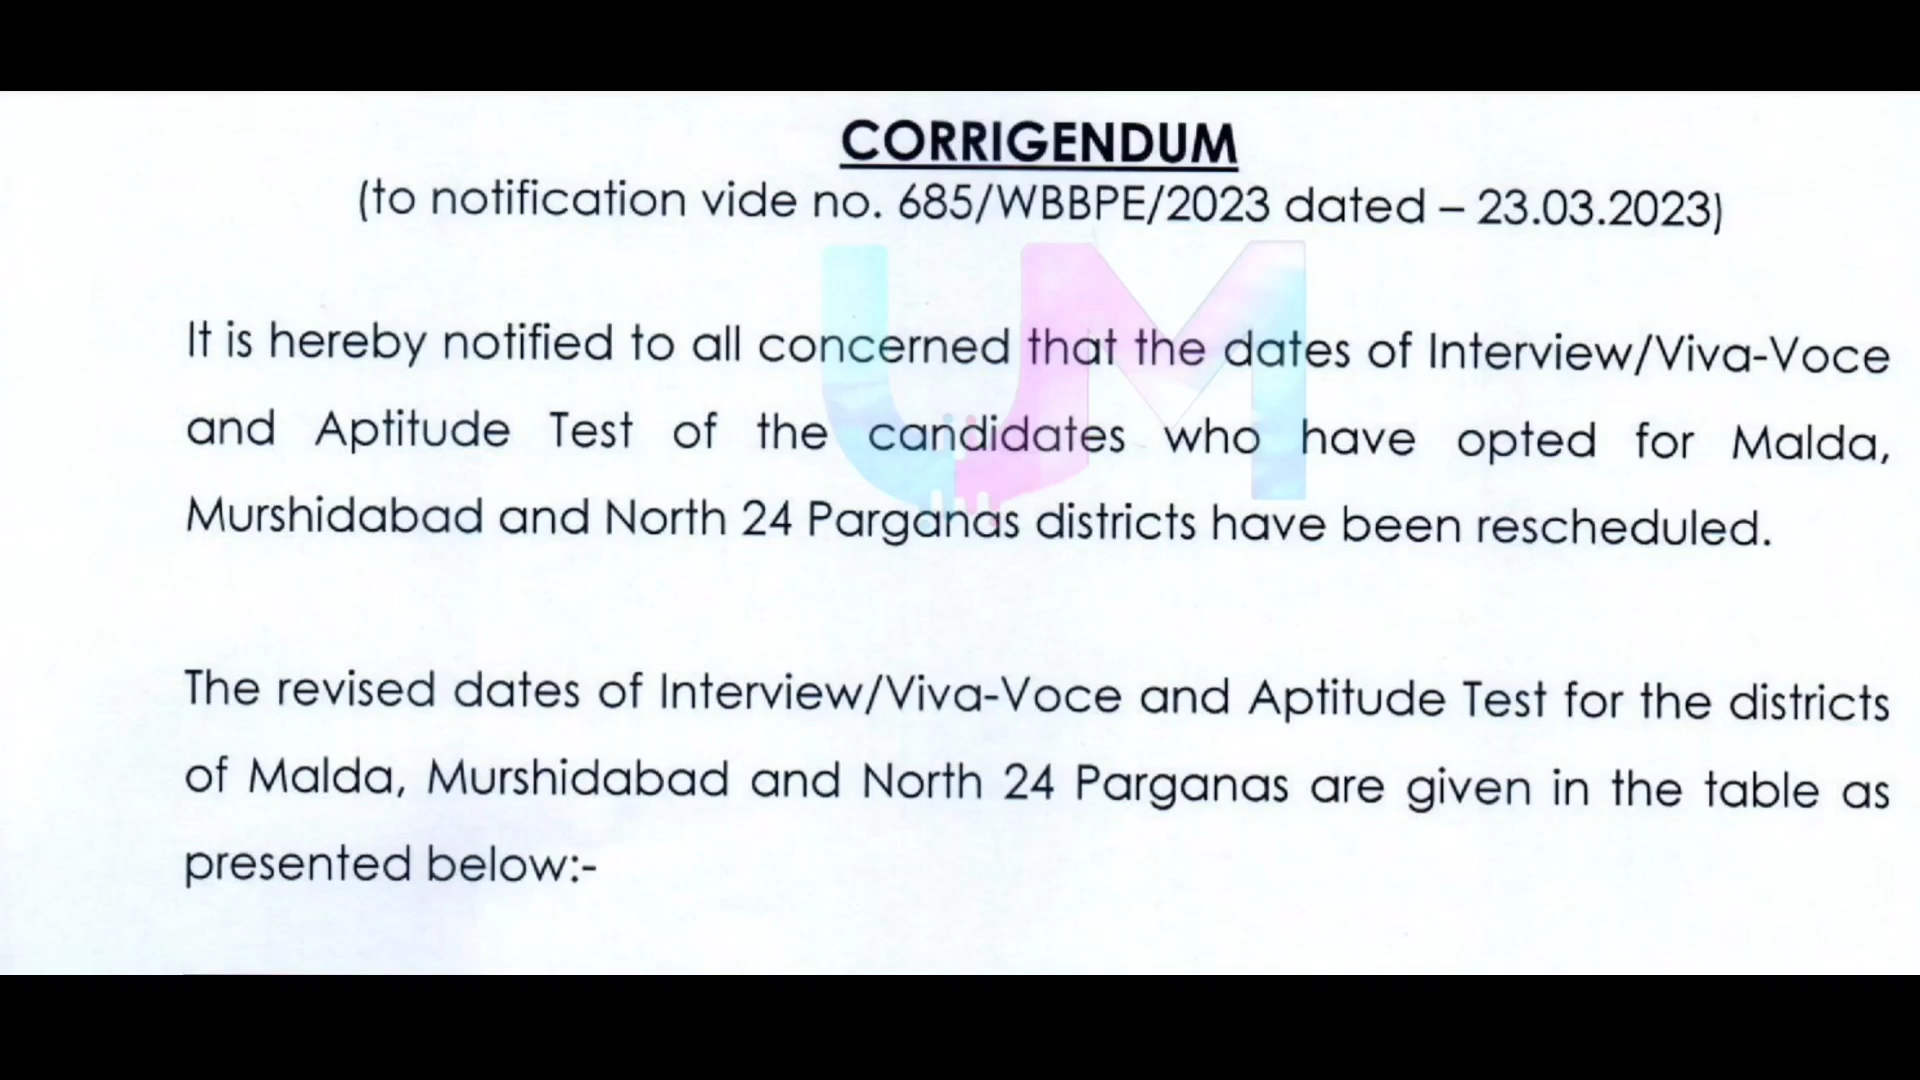 CORRIGENDUM
(to notification vide no. 685/WBBPE/2023 dated – 23.03.2023)
UM
It is hereby notified to all concerned that the dates of Interview/Viva-Voce
and Aptitude Test of the candidates who have opted for Malda,
Murshidabad and North 24 Parganas districts have been rescheduled.
The revised dates of Interview/Viva-Voce and Aptitude Test for the districts
of Malda, Murshidabad and North 24 Parganas are given in the table as
presented below:-